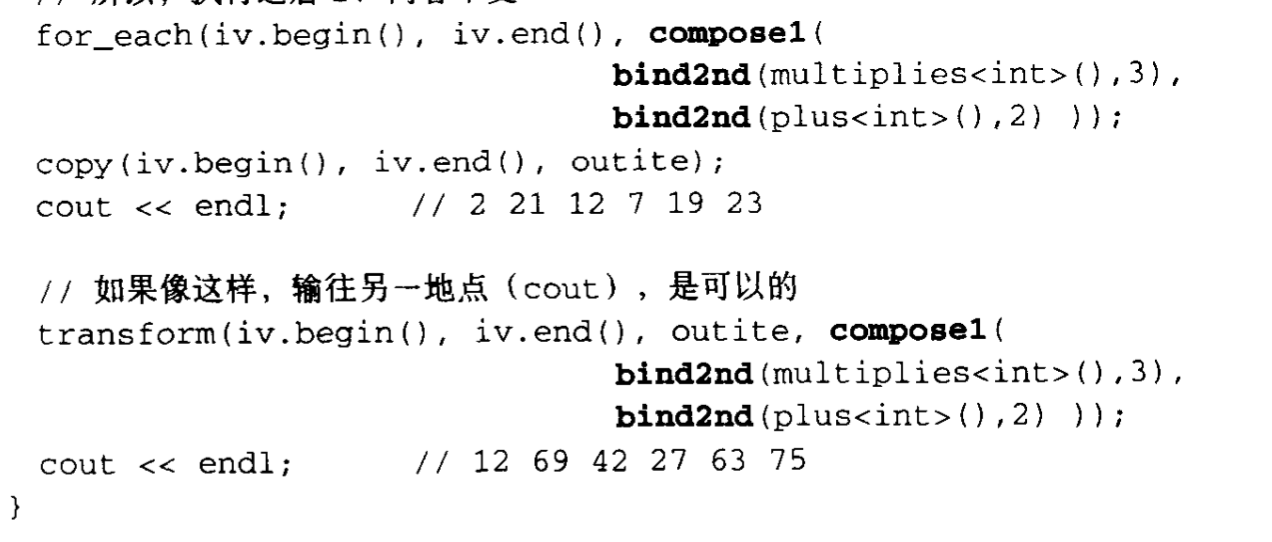 for_each(iv.begin(), iv.end(), compose1(
bind2nd(multiplies<int>(),3),
bind2nd(plus<int>(),2) ));
copy(iv.begin(), iv.end(), outite);
cout << endl; // 2 21 12 7 19 23
// 如果像这样，输往另一地点（cout），是可以的
transform(iv.begin(), iv.end(), outite, compose1(
bind2nd(multiplies<int>(),3),
bind2nd(plus<int>(),2) ));
cout << endl; // 12 69 42 27 63 75
}